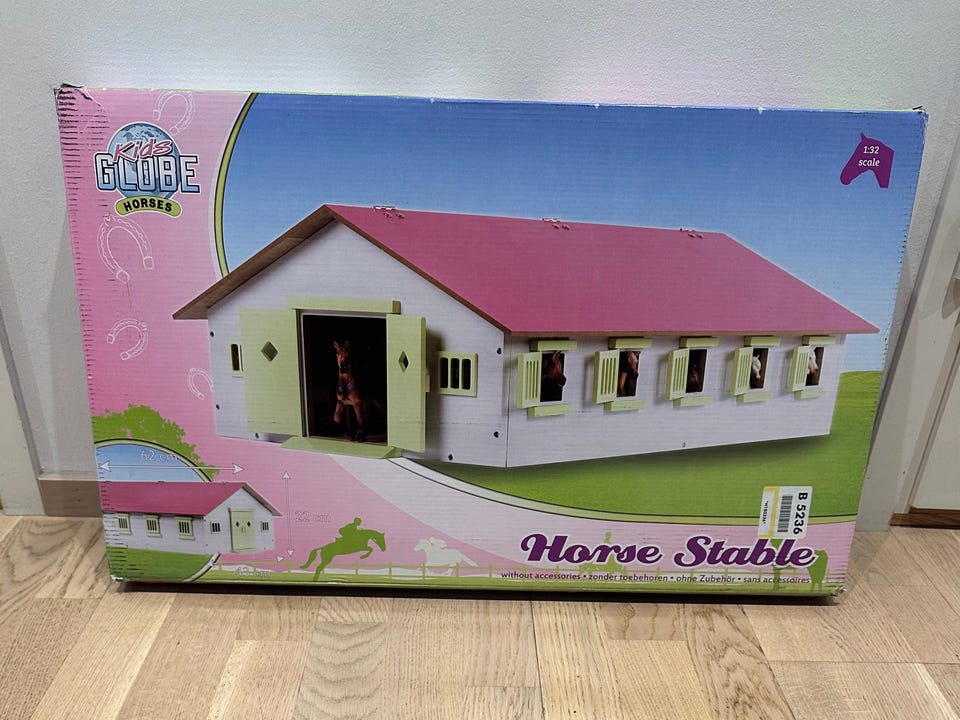 Kids
GLOBE
HORSES
1:32
scale
62 cm
22 cm
B 5236
Horse Stable
without accessories • zonder toebehoren • ohne Zubehör • sans accessoires